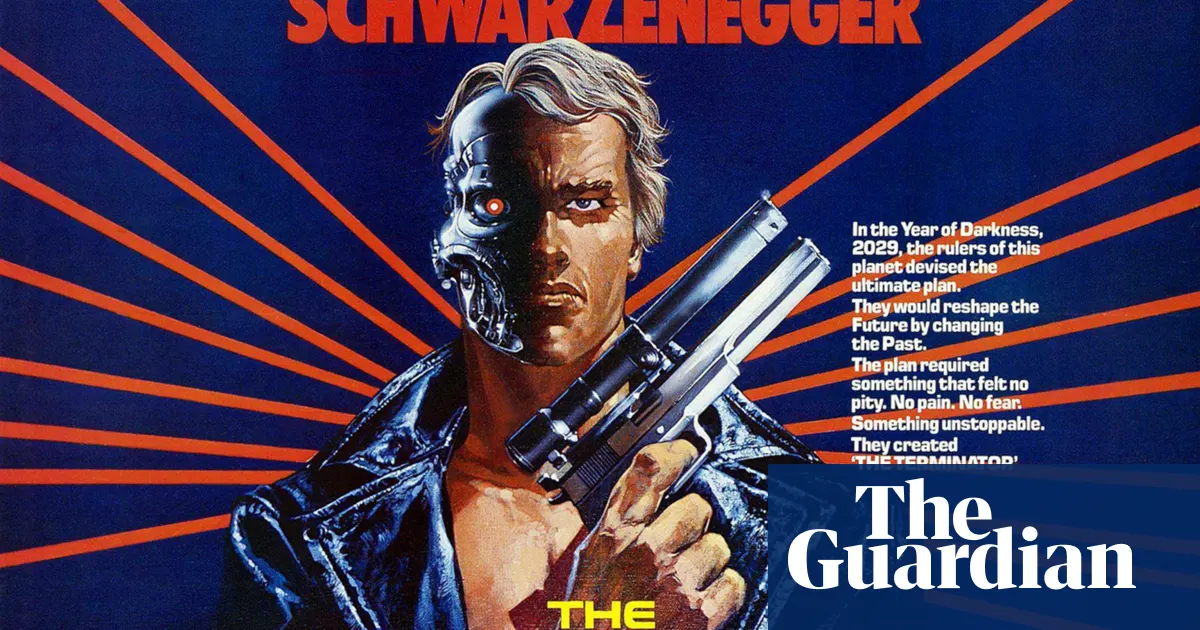 SCHWARZENEGGER
In the Year of Darkness,
2029, the rulers of this
planet devised the
ultimate plan.
They would reshape the
Future by changing
the Past.
The plan required
something that felt no
pity. No pain. No fear.
Something unstoppable.
They created
'THE TERMINATOR'
THE
The
Guardian